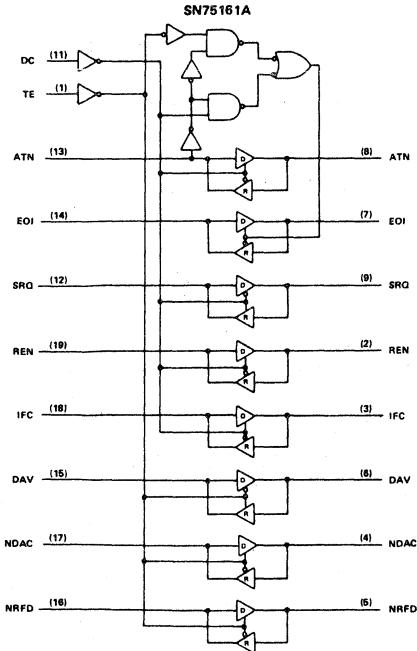 SN75161A
DC (11)
TE (1)
ATN (13) D (8) ATN
R
EOI (14) D (7) EOI
R
SRQ (12) D (9) SRQ
R
REN (19) D (2) REN
R
IFC (18) D (3) IFC
R
DAV (15) D (6) DAV
R
NDAC (17) D (4) NDAC
R
NRFD (16) D (5) NRFD
R